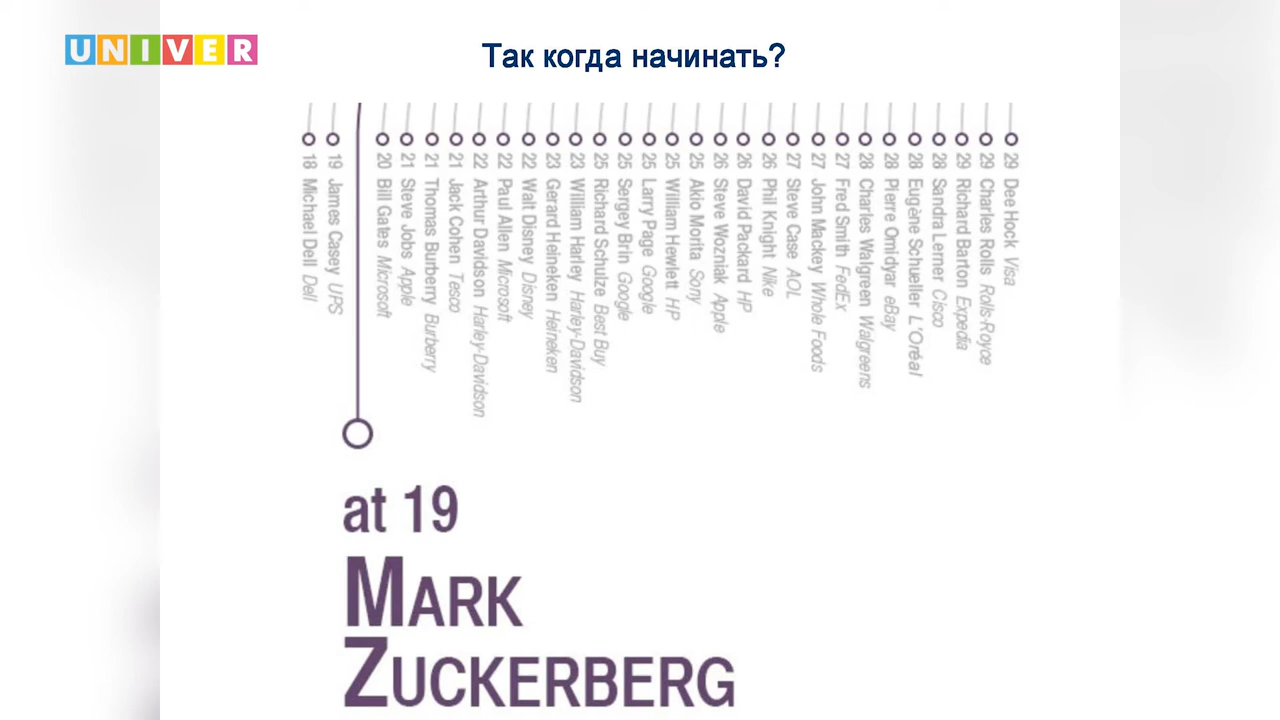 UNIVER
Так когда начинать?
18 Michael Dell Dell
19 James Casey UPS
20 Bill Gates Microsoft
21 Steve Jobs Apple
21 Thomas Burberry Burberry
21 Jack Cohen Tesco
22 Arthur Davidson Harley-Davidson
22 Paul Allen Microsoft
22 Walt Disney Disney
23 Gerard Heineken Heineken
23 William Harley Harley-Davidson
25 Richard Schulze Best Buy
25 Sergey Brin Google
25 Larry Page Google
25 William Hewlett HP
25 Akio Morita Sony
26 Steve Wozniak Apple
26 David Packard HP
26 Phil Knight Nike
27 Steve Case AOL
27 John Mackey Whole Foods
27 Fred Smith FedEx
28 Charles Walgreen Walgreens
28 Pierre Omidyar eBay
28 Eugène Schueller L'Oréal
28 Sandra Lerner Cisco
29 Richard Barton Expedia
29 Charles Rolls Rolls-Royce
29 Dee Hock Visa
at 19
MARK
ZUCKERBERG